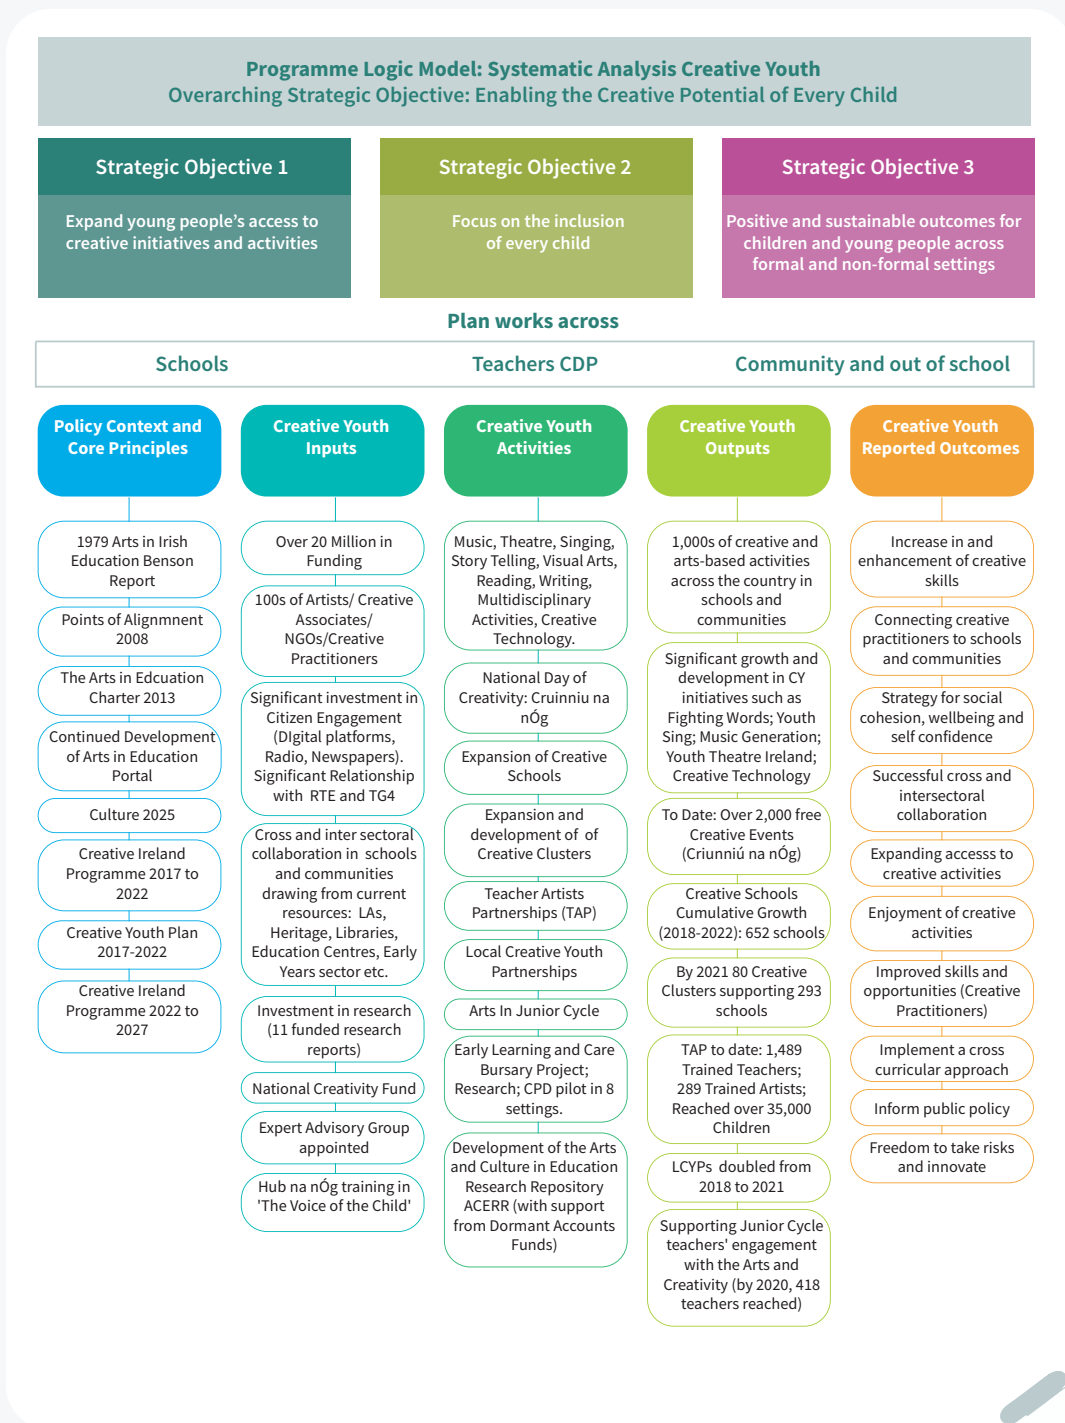 Programme Logic Model: Systematic Analysis Creative Youth
Overarching Strategic Objective: Enabling the Creative Potential of Every Child
Strategic Objective 1
Expand young people’s access to
creative initiatives and activities
Strategic Objective 2
Focus on the inclusion
of every child
Strategic Objective 3
Positive and sustainable outcomes for
children and young people across
formal and non-formal settings
Plan works across
Schools
Teachers CDP
Community and out of school
Policy Context and
Core Principles
1979 Arts in Irish
Education Benson
Report
Points of Alignmnent
2008
The Arts in Edcuation
Charter 2013
Continued Development
of Arts in Education
Portal
Culture 2025
Creative Ireland
Programme 2017 to
2022
Creative Youth Plan
2017-2022
Creative Ireland
Programme 2022 to
2027
Creative Youth
Inputs
Over 20 Million in
Funding
100s of Artists/ Creative
Associates/
NGOs/Creative
Practitioners
Significant investment in
Citizen Engagement
(DIgital platforms,
Radio, Newspapers).
Significant Relationship
with RTE and TG4
Cross and inter sectoral
collaboration in schools
and communities
drawing from current
resources: LAs,
Heritage, Libraries,
Education Centres, Early
Years sector etc.
Investment in research
(11 funded research
reports)
National Creativity Fund
Expert Advisory Group
appointed
Hub na nÓg training in
'The Voice of the Child'
Creative Youth
Activities
Music, Theatre, Singing,
Story Telling, Visual Arts,
Reading, Writing,
Multidisciplinary
Activities, Creative
Technology.
National Day of
Creativity: Cruinniu na
nÓg
Expansion of Creative
Schools
Expansion and
development of of
Creative Clusters
Teacher Artists
Partnerships (TAP)
Local Creative Youth
Partnerships
Arts In Junior Cycle
Early Learning and Care
Bursary Project;
Research; CPD pilot in 8
settings.
Development of the Arts
and Culture in Education
Research Repository
ACERR (with support
from Dormant Accounts
Funds)
Creative Youth
Outputs
1,000s of creative and
arts-based activities
across the country in
schools and
communities
Significant growth and
development in CY
initiatives such as
Fighting Words; Youth
Sing; Music Generation;
Youth Theatre Ireland;
Creative Technology
To Date: Over 2,000 free
Creative Events
(Criunniú na nÓg)
Creative Schools
Cumulative Growth
(2018-2022): 652 schools
By 2021 80 Creative
Clusters supporting 293
schools
TAP to date: 1,489
Trained Teachers;
289 Trained Artists;
Reached over 35,000
Children
LCYPs doubled from
2018 to 2021
Supporting Junior Cycle
teachers' engagement
with the Arts and
Creativity (by 2020, 418
teachers reached)
Creative Youth
Reported Outcomes
Increase in and
enhancement of creative
skills
Connecting creative
practitioners to schools
and communities
Strategy for social
cohesion, wellbeing and
self confidence
Successful cross and
intersectoral
collaboration
Expanding accesss to
creative activities
Enjoyment of creative
activities
Improved skills and
opportunities (Creative
Practitioners)
Implement a cross
curricular approach
Inform public policy
Freedom to take risks
and innovate